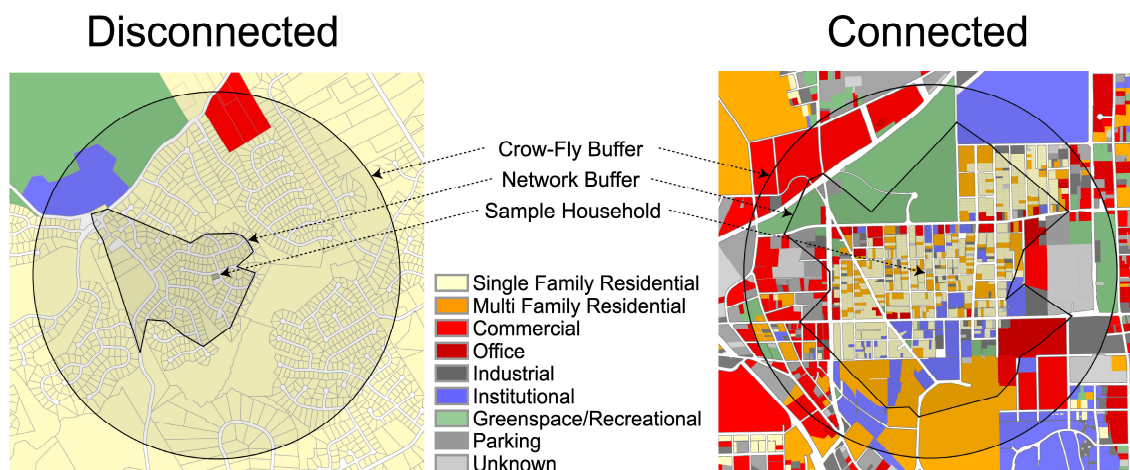 Disconnected
Connected
Crow-Fly Buffer
Network Buffer
Sample Household
Single Family Residential
Multi Family Residential
Commercial
Office
Industrial
Institutional
Greenspace/Recreational
Parking
Unknown